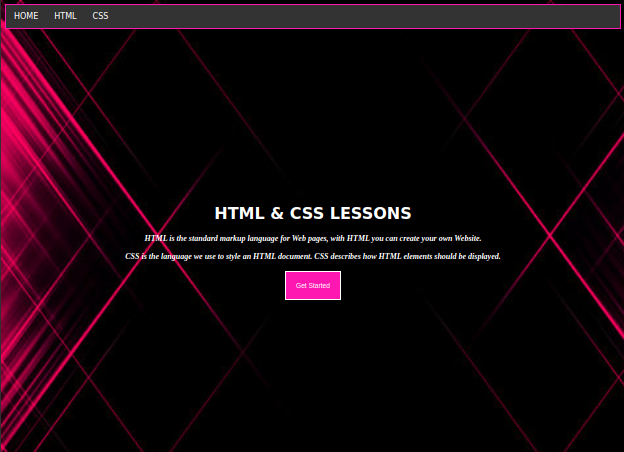 HOME HTML CSS
HTML & CSS LESSONS
HTML is the standard markup language for Web pages, with HTML you can create your own Website.
CSS is the language we use to style an HTML document. CSS describes how HTML elements should be displayed.
Get Started